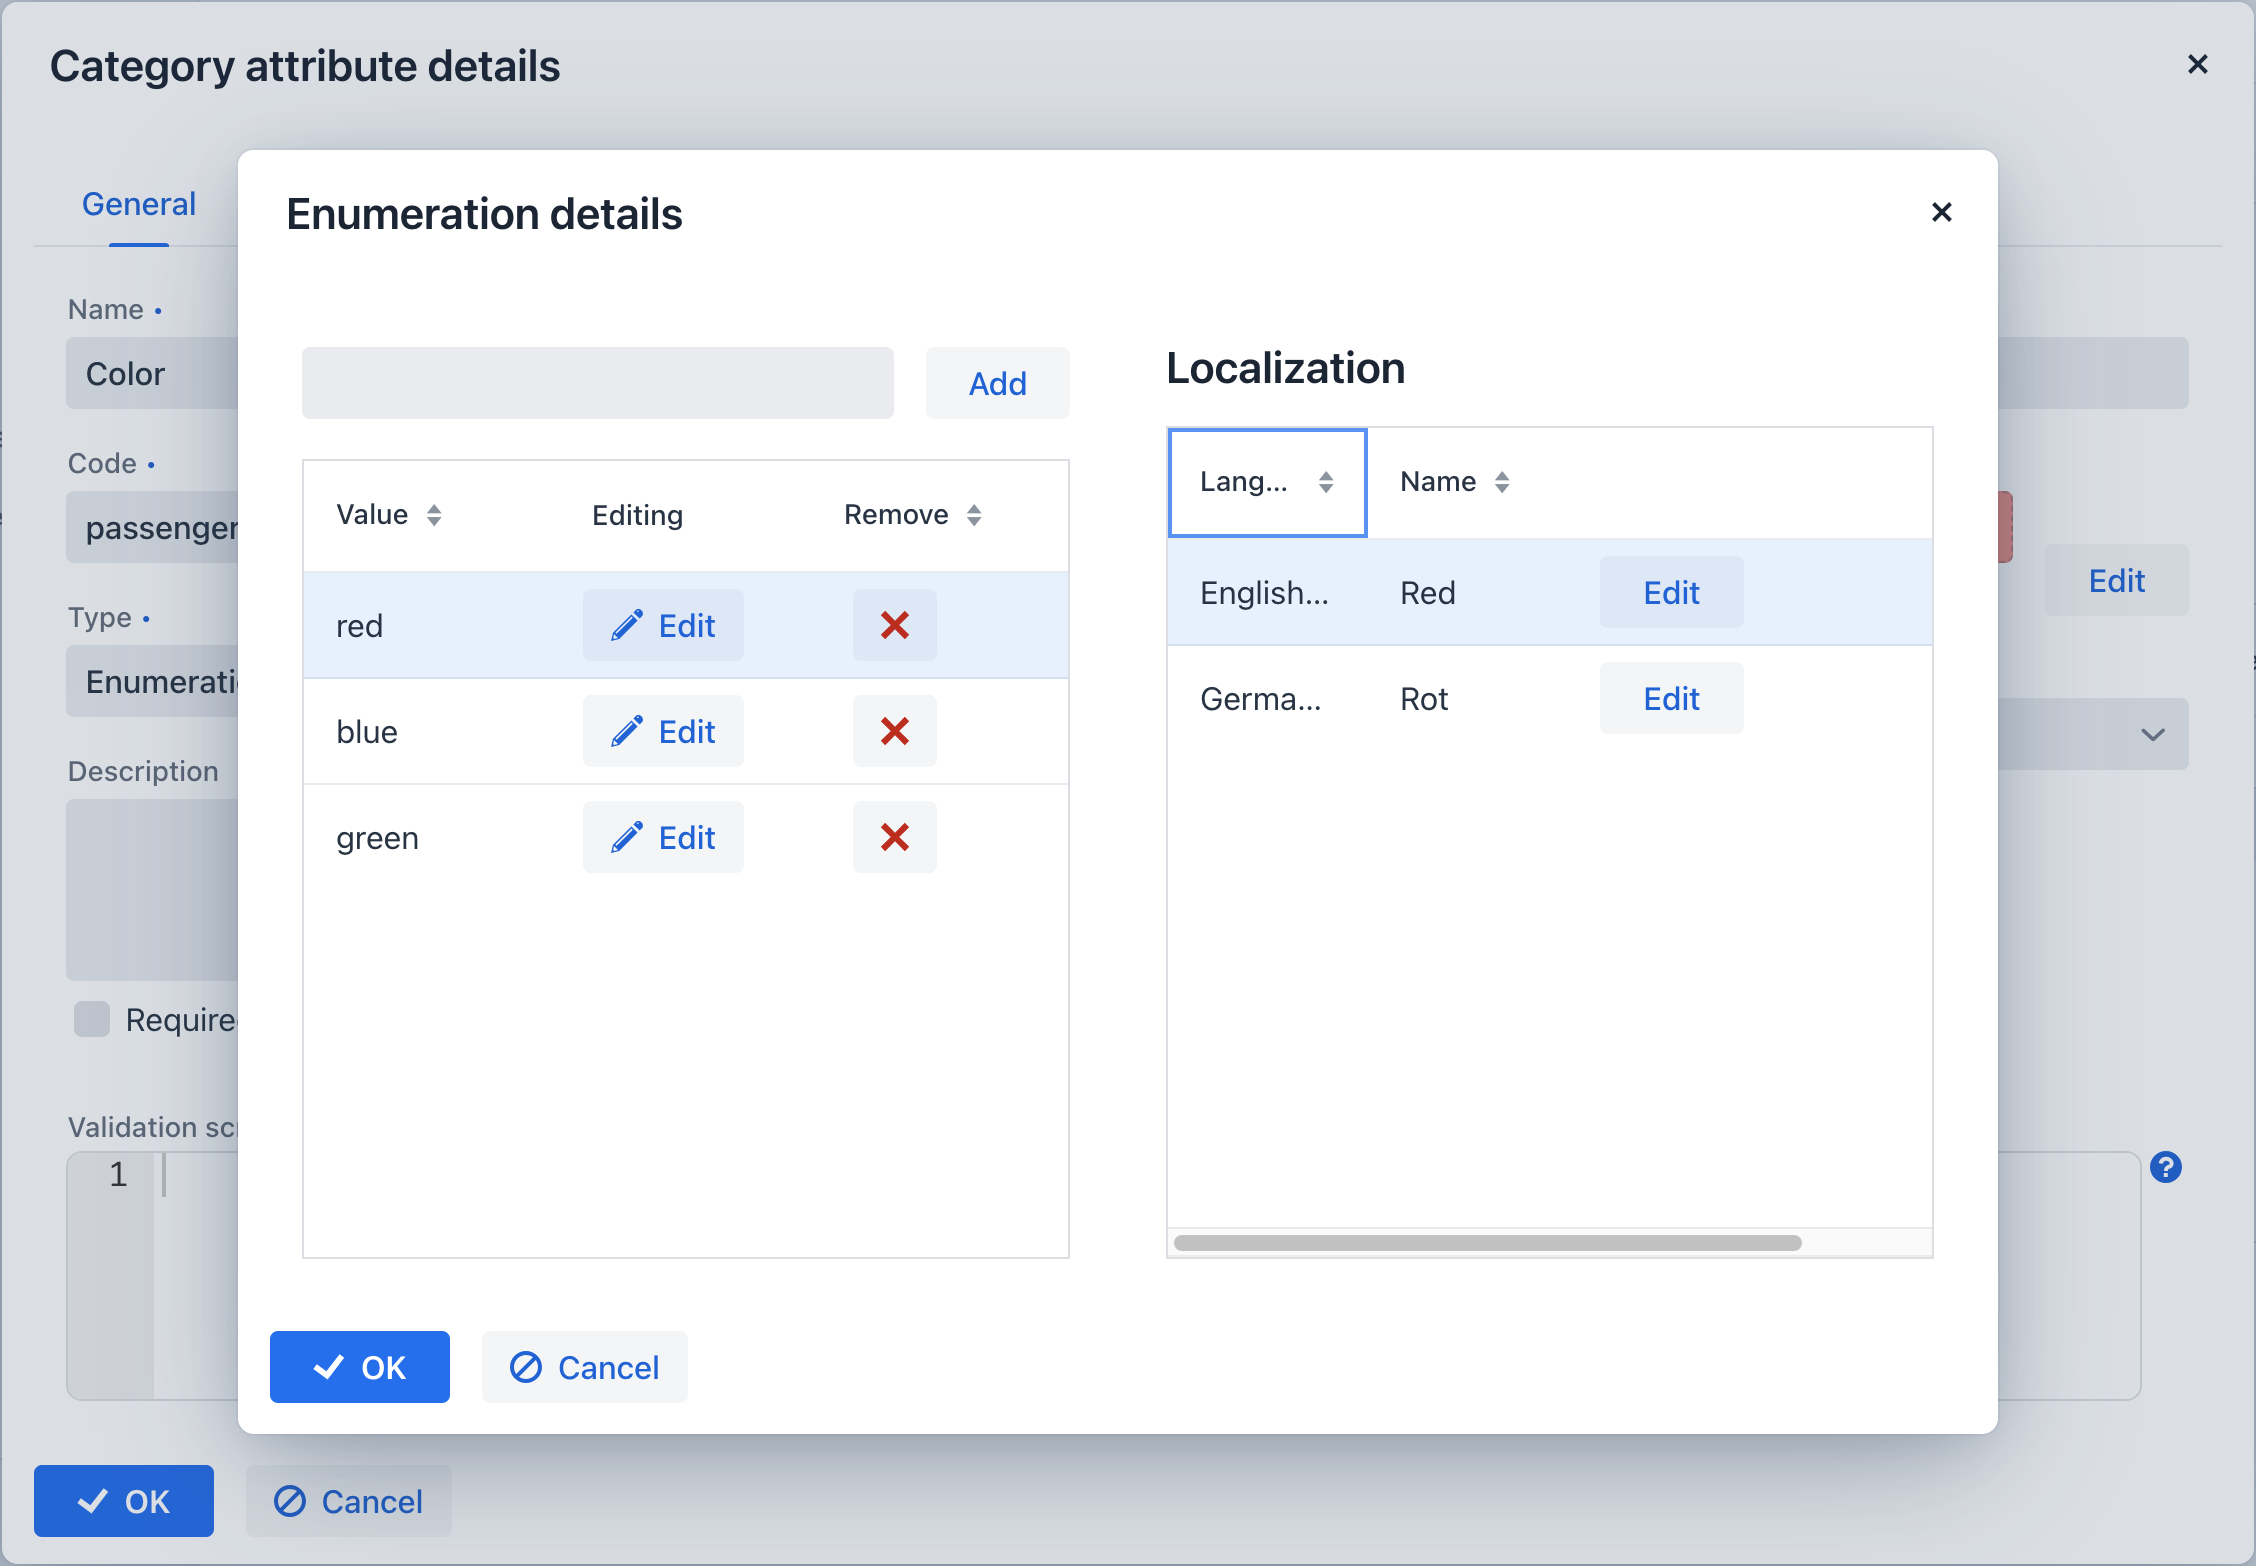 Category attribute details
General
Enumeration details
Name •
Color
Code •
passenger
Type •
Enumerati
Description
Require
Validation scr
1
Add
Value Editing Remove
red Edit
blue Edit
green Edit
Localization
Lang... Name
English... Red Edit
Germa... Rot Edit
Edit
?
OK Cancel
OK Cancel